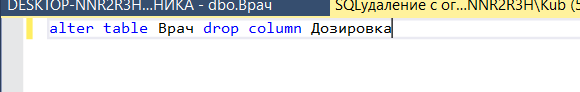 DESKTOP-NNR2R3H...НИКА - dbo.Врач SQLудаление с ог...NNR2R3H\Kub (5
alter table Врач drop column Дозировка